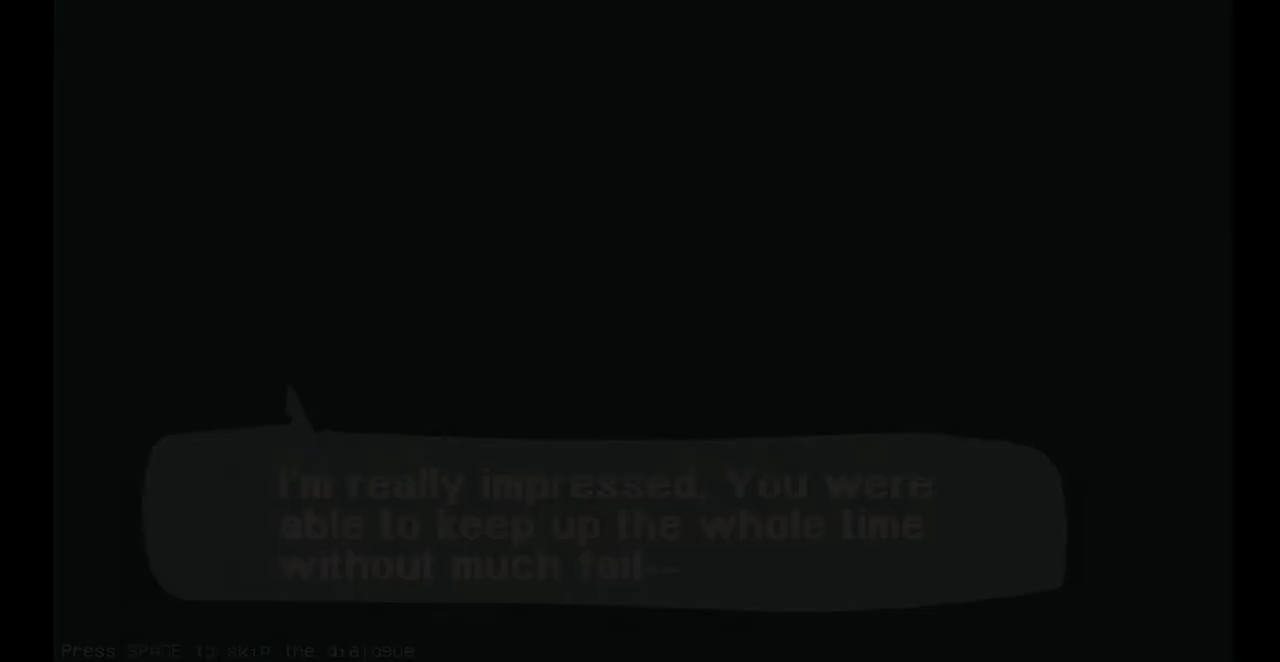 I'm really impressed. You were
able to keep up the whole time
without much fail--
Press SPACE to skip the dialogue